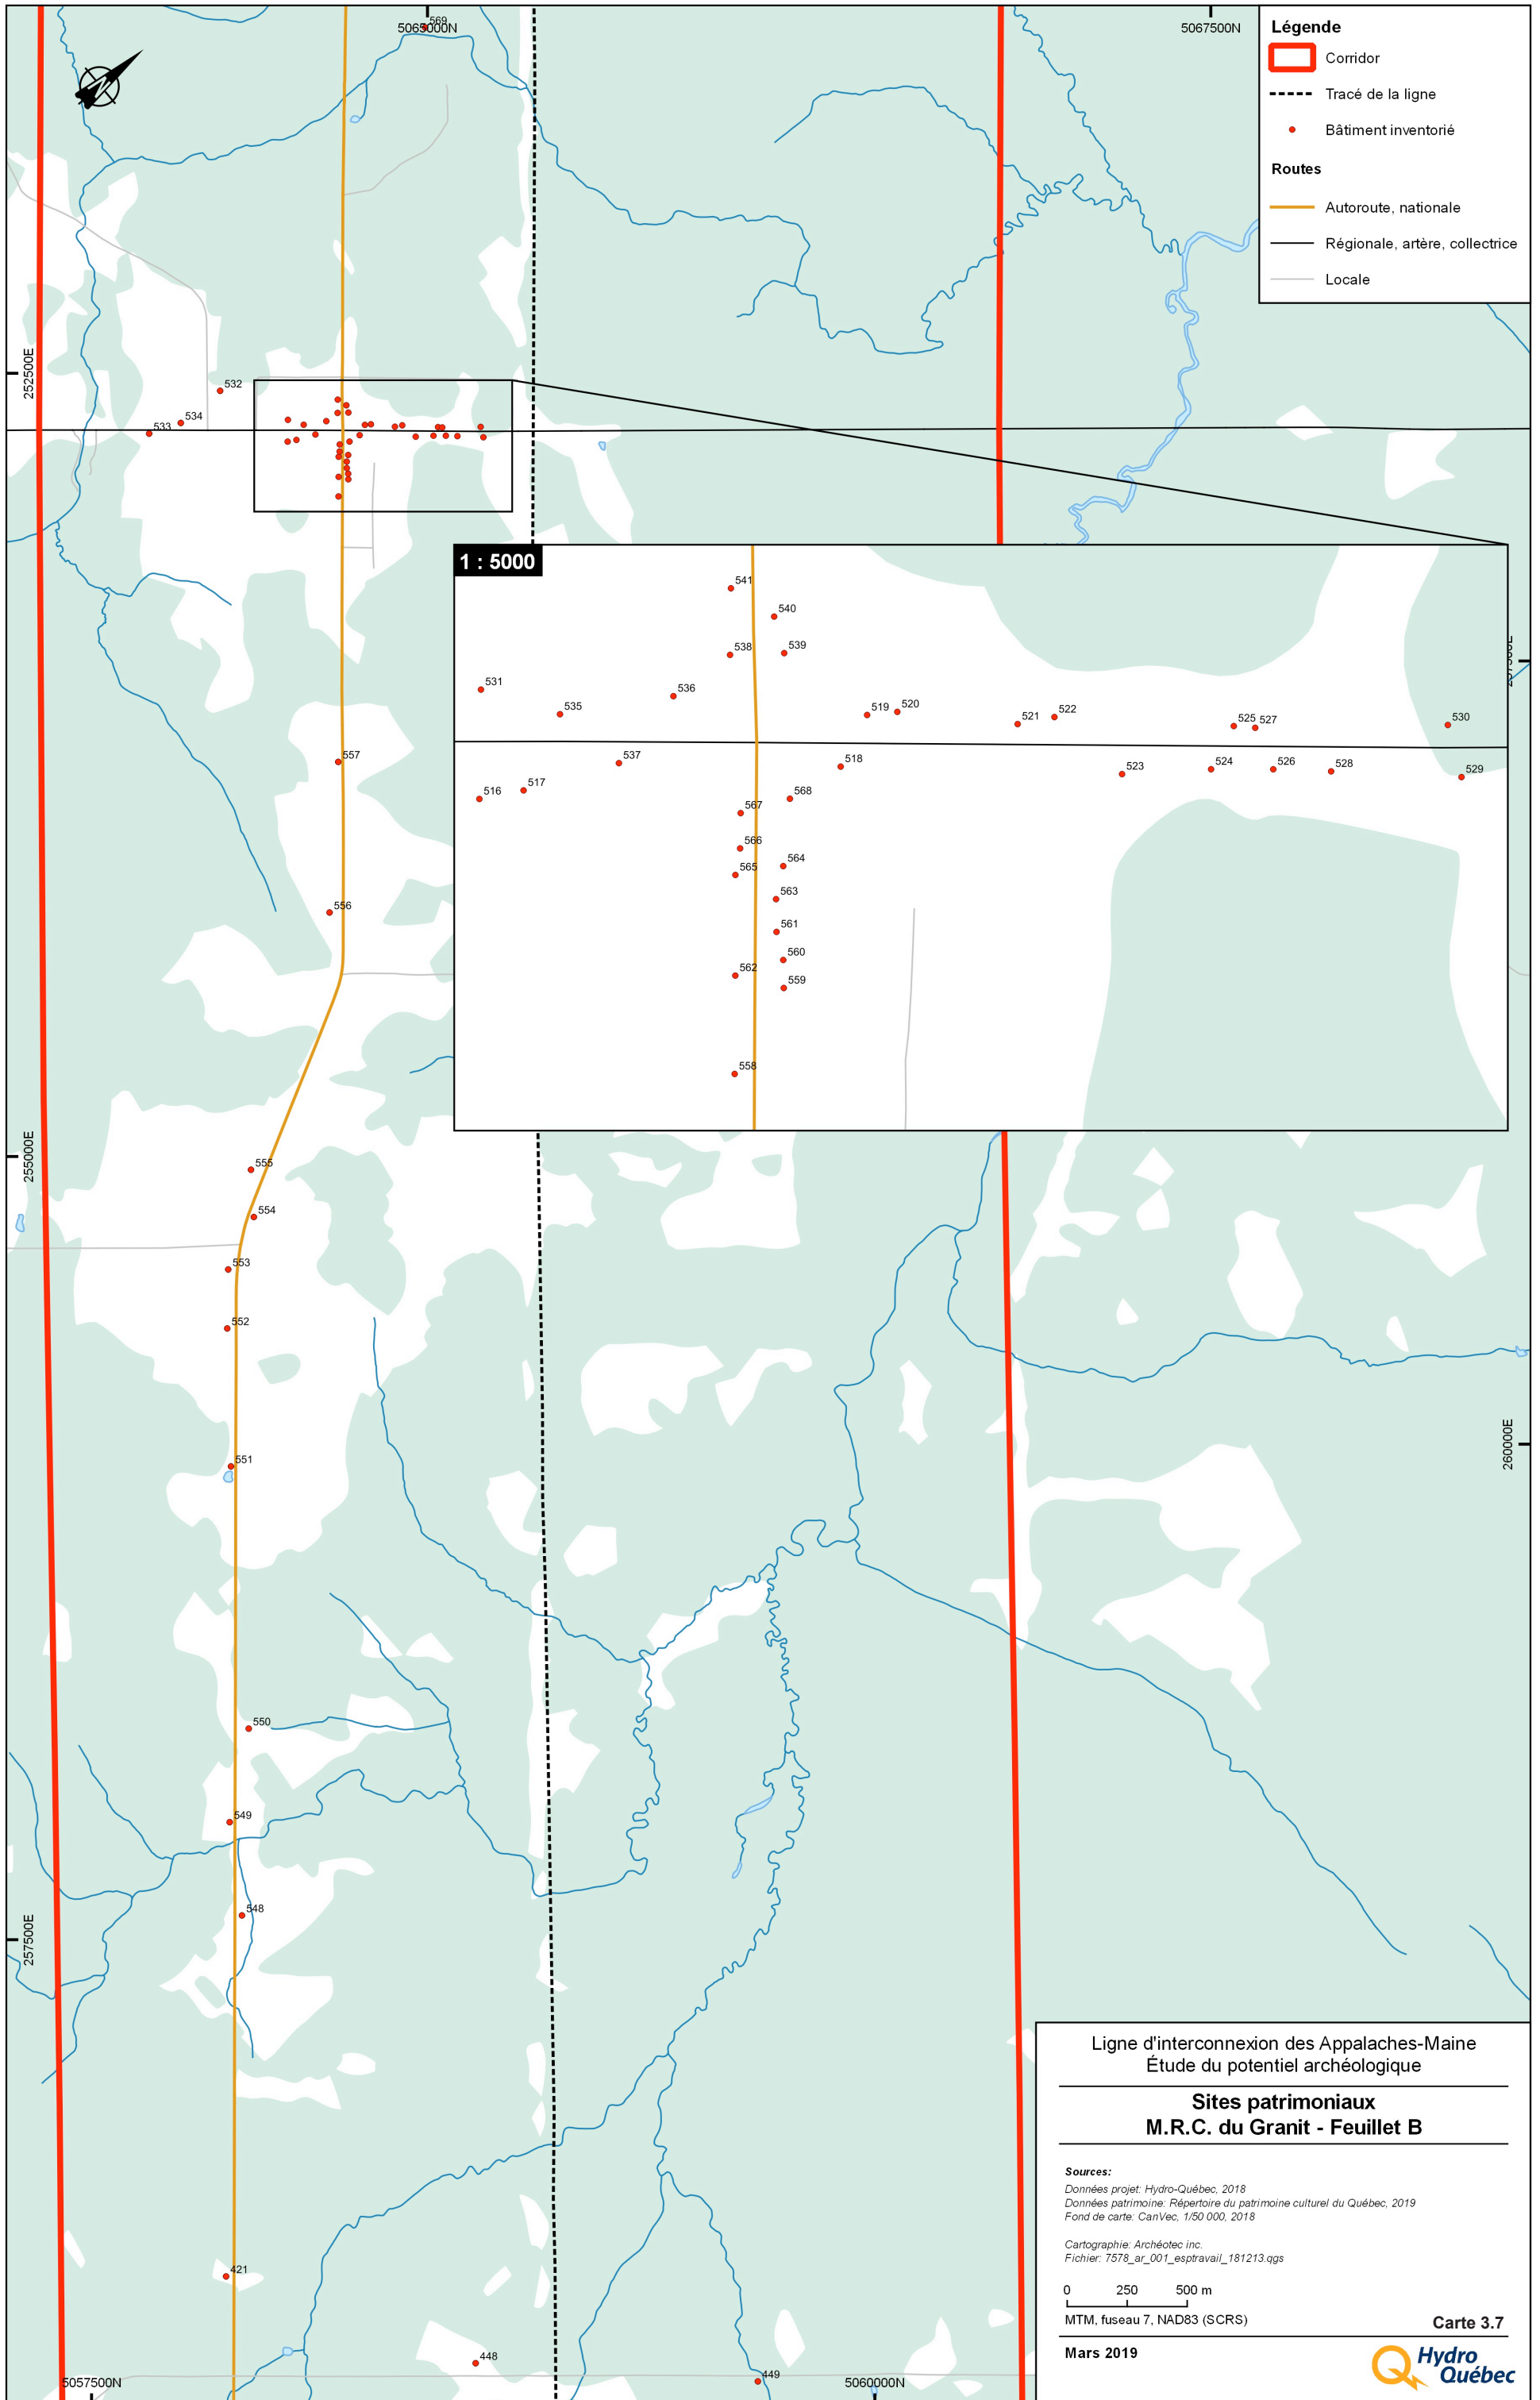 569
5065000N
5067500N
Légende
Corridor
Tracé de la ligne
Bâtiment inventorié
Routes
Autoroute, nationale
Régionale, artère, collectrice
Locale
252500E
532
534
533
1 : 5000
541
540
538
539
531
536
535
519
520
521
522
525
527
530
537
518
523
524
526
528
529
516
517
568
567
566
564
565
563
561
560
562
559
558
557
556
255000E
555
554
553
552
551
260000E
550
549
548
257500E
421
448
449
5057500N
5060000N
Ligne d'interconnexion des Appalaches-Maine
Étude du potentiel archéologique
Sites patrimoniaux
M.R.C. du Granit - Feuillet B
Sources:
Données projet: Hydro-Québec, 2018
Données patrimoine: Répertoire du patrimoine culturel du Québec, 2019
Fond de carte: CanVec, 1/50 000, 2018
Cartographie: Archéotec inc.
Fichier: 7578_ar_001_esptravail_181213.qgs
0 250 500 m
MTM, fuseau 7, NAD83 (SCRS)
Carte 3.7
Mars 2019
Hydro
Québec